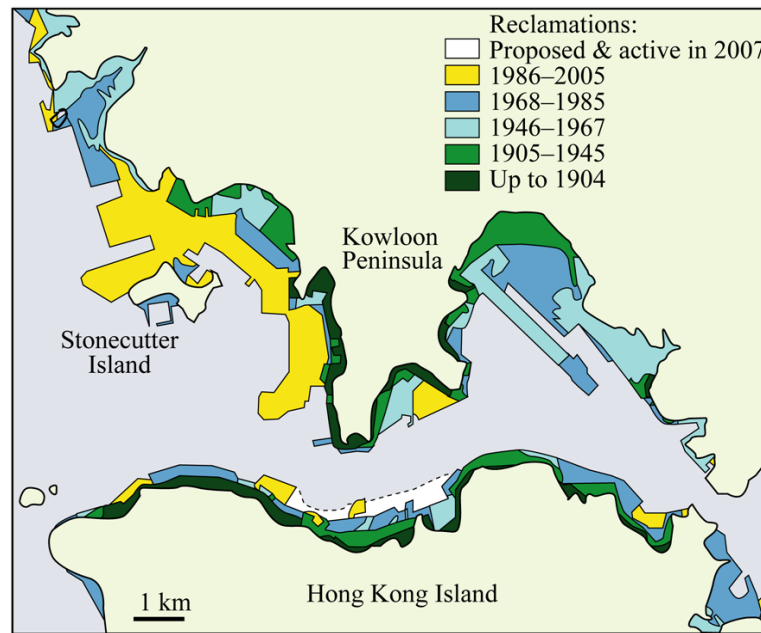 Reclamations:
Proposed & active in 2007
1986–2005
1968–1985
1946–1967
1905–1945
Up to 1904
Kowloon
Peninsula
Stonecutter
Island
Hong Kong Island
1 km